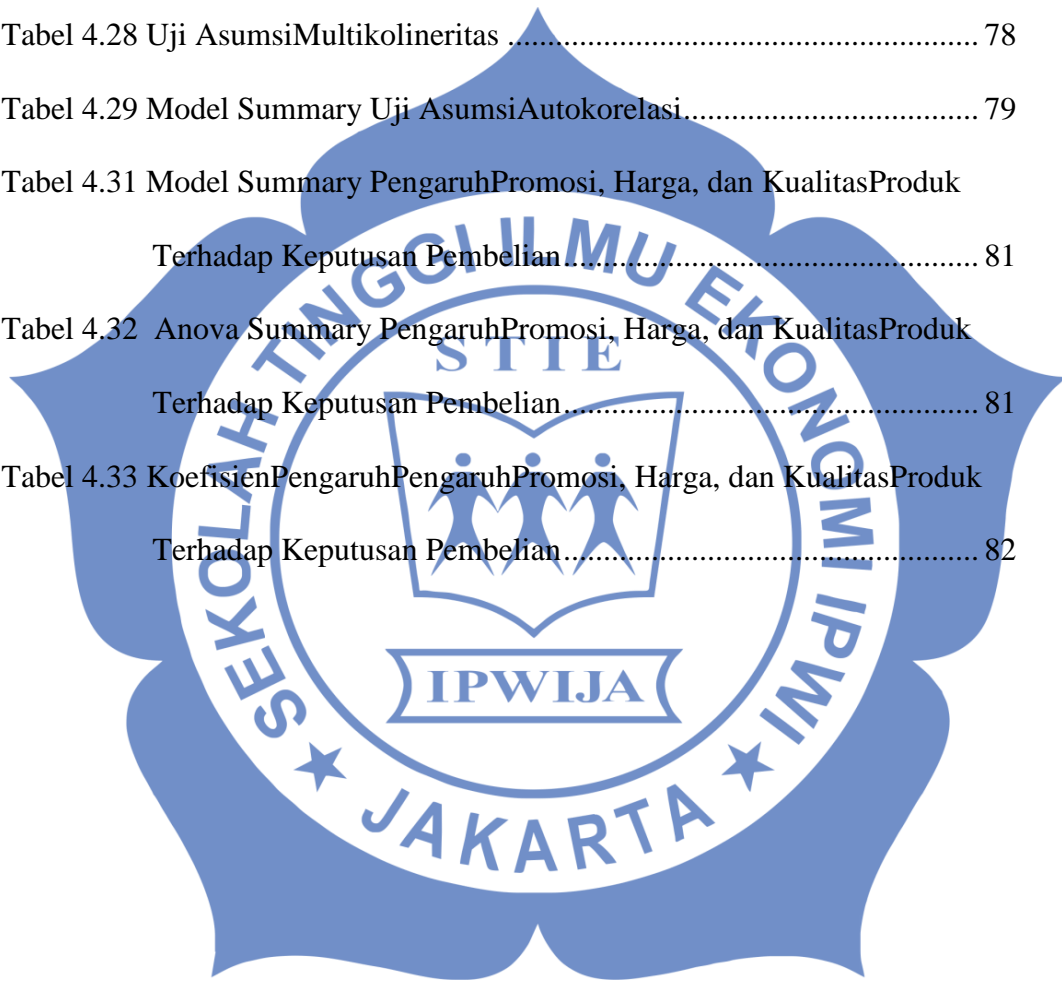 Tabel 4.28 Uji AsumsiMultikolineritas ................................................................ 78
Tabel 4.29 Model Summary Uji AsumsiAutokorelasi........................................ 79
Tabel 4.31 Model Summary PengaruhPromosi, Harga, dan KualitasProduk
Terhadap Keputusan Pembelian........................................................ 81
Tabel 4.32 Anova Summary PengaruhPromosi, Harga, dan KualitasProduk
Terhadap Keputusan Pembelian........................................................ 81
Tabel 4.33 KoefisienPengaruhPengaruhPromosi, Harga, dan KualitasProduk
Terhadap Keputusan Pembelian........................................................ 82
SEKOLAH TINGGI ILMU EKONOMI IPWI
STIE
IPWIJA
★ JAKARTA ★